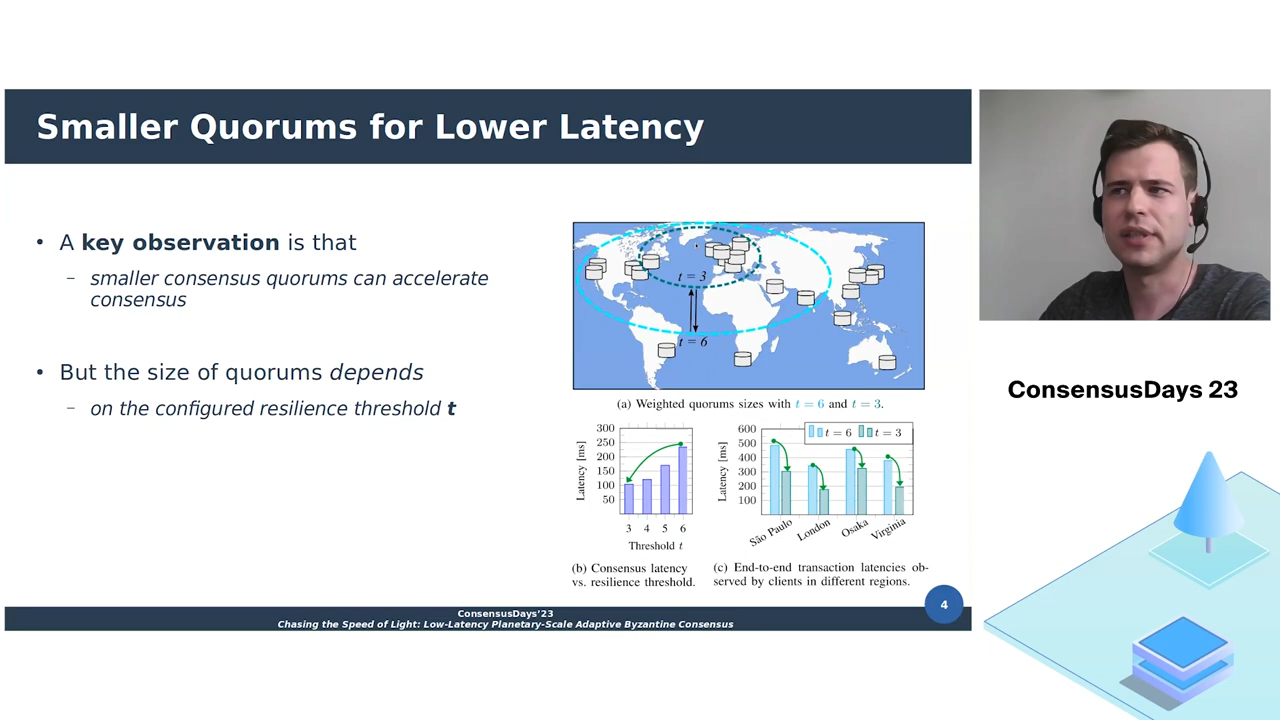 Smaller Quorums for Lower Latency
• A key observation is that
– smaller consensus quorums can accelerate
consensus
• But the size of quorums depends
– on the configured resilience threshold t
t = 3
t = 6
(a) Weighted quorums sizes with t = 6 and t = 3.
300
250
200
150
100
50
Latency [ms]
3 4 5 6
Threshold t
(b) Consensus latency
vs. resilience threshold.
600
500
400
300
200
100
Latency [ms]
t = 6 t = 3
São Paulo London Osaka Virginia
(c) End-to-end transaction latencies ob-
served by clients in different regions.
ConsensusDays'23
Chasing the Speed of Light: Low-Latency Planetary-Scale Adaptive Byzantine Consensus
4
ConsensusDays 23